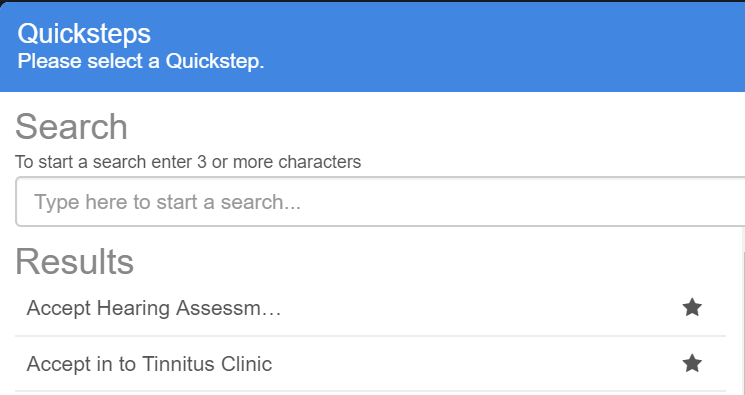 Quicksteps
Please select a Quickstep.
Search
To start a search enter 3 or more characters
Type here to start a search...
Results
Accept Hearing Assessm...
Accept in to Tinnitus Clinic